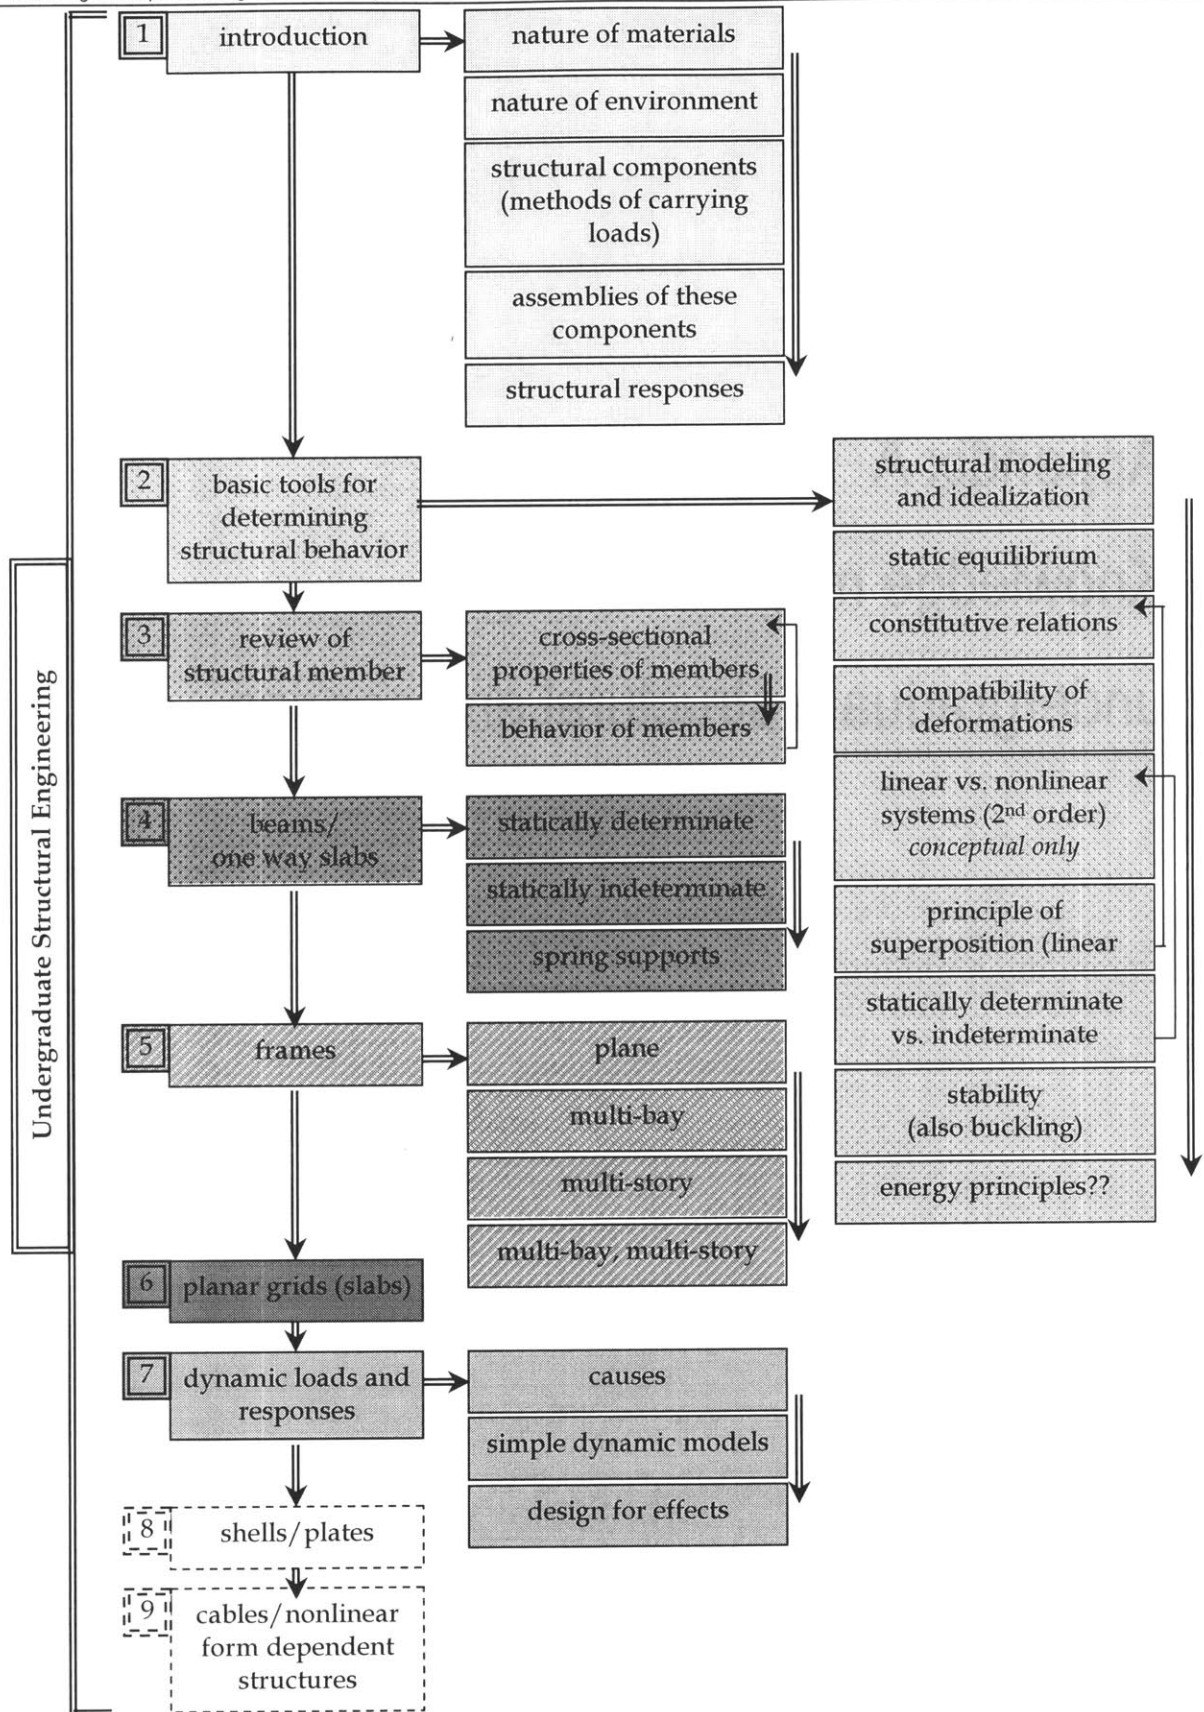 Undergraduate Structural Engineering
1
introduction
nature of materials
nature of environment
structural components
(methods of carrying
loads)
assemblies of these
components
structural responses
2
basic tools for
determining
structural behavior
structural modeling
and idealization
static equilibrium
constitutive relations
compatibility of
deformations
linear vs. nonlinear
systems (2nd order)
conceptual only
principle of
superposition (linear
statically determinate
vs. indeterminate
stability
(also buckling)
energy principles??
3
review of
structural member
cross-sectional
properties of members
behavior of members
4
beams/
one way slabs
statically determinate
statically indeterminate
spring supports
5
frames
plane
multi-bay
multi-story
multi-bay, multi-story
6
planar grids (slabs)
7
dynamic loads and
responses
causes
simple dynamic models
design for effects
8
shells/plates
9
cables/nonlinear
form dependent
structures